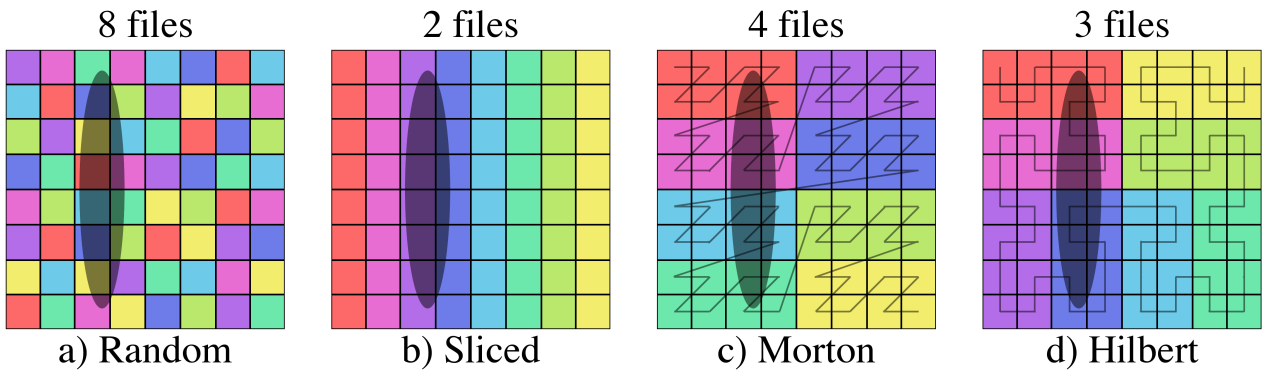 8 files
2 files
4 files
3 files
a) Random
b) Sliced
c) Morton
d) Hilbert